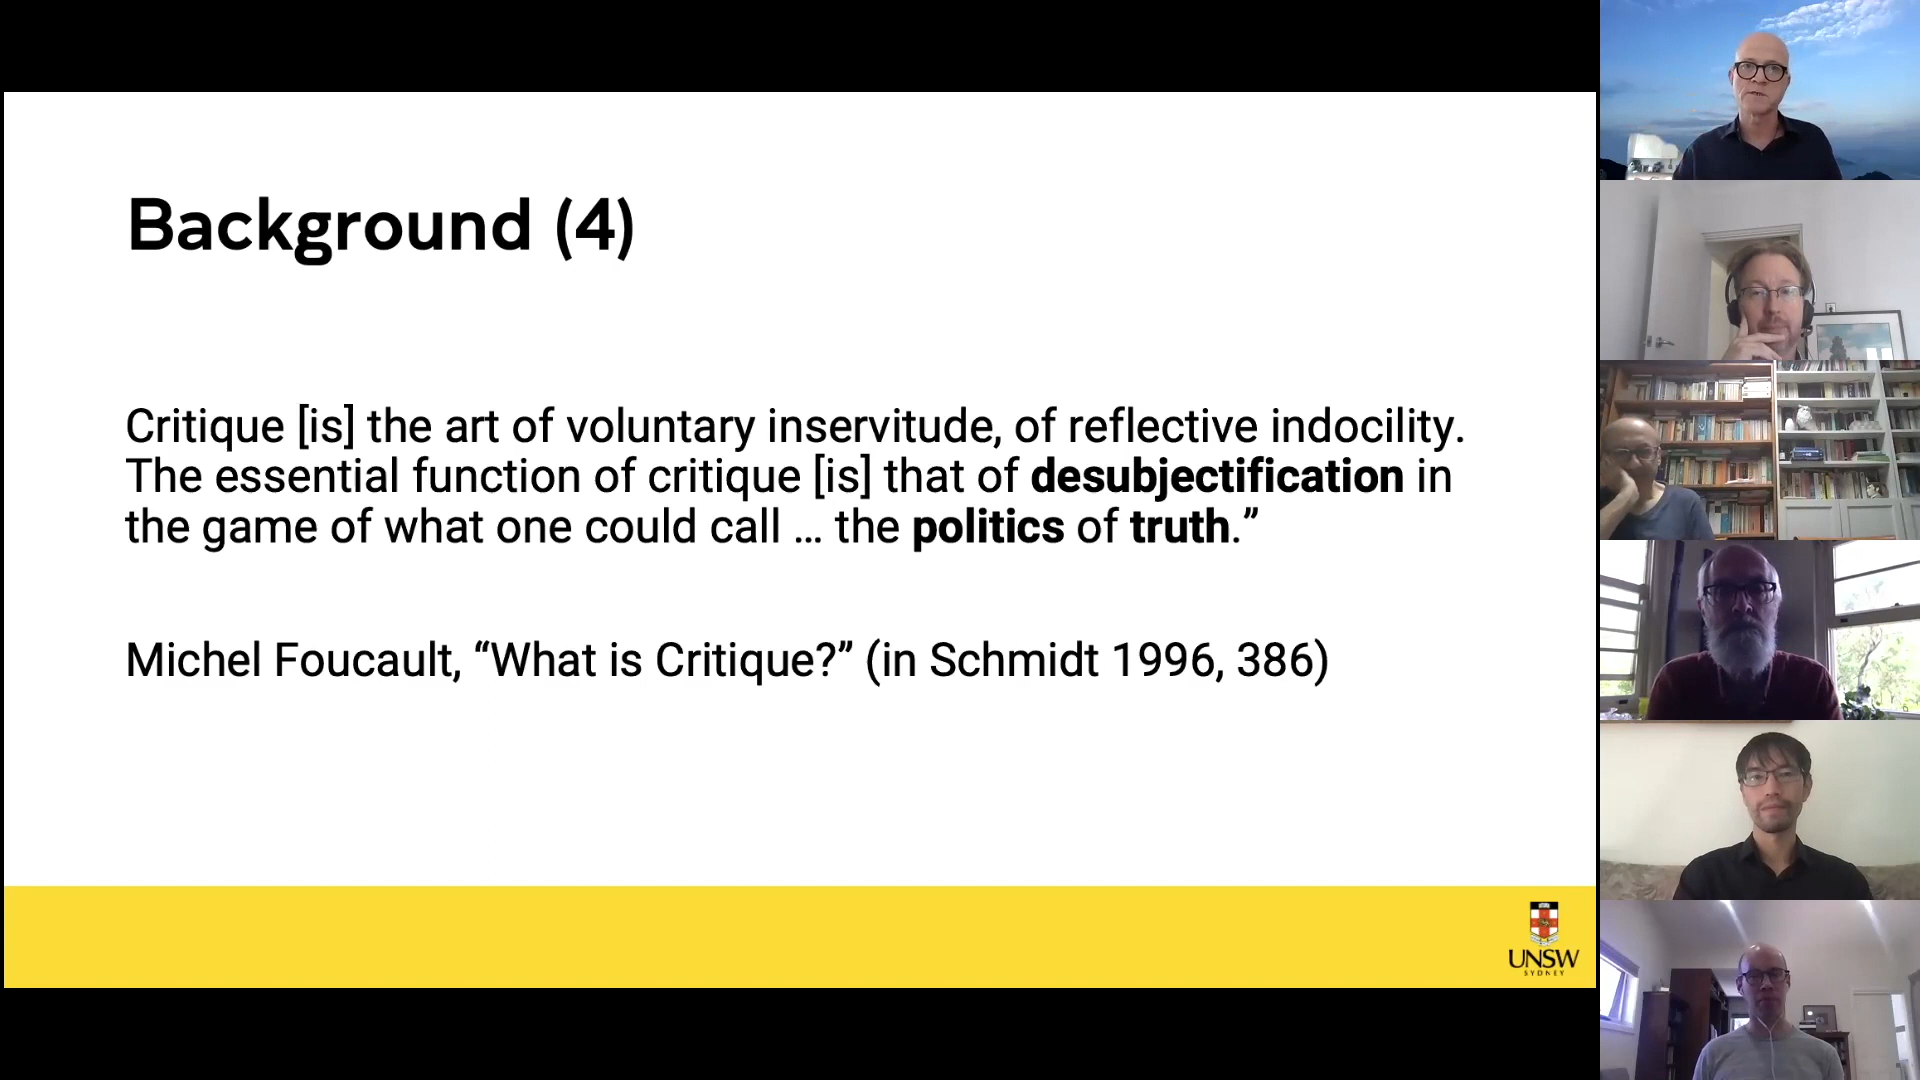 Background (4)
Critique [is] the art of voluntary inservitude, of reflective indocility.
The essential function of critique [is] that of desubjectification in
the game of what one could call ... the politics of truth.”
Michel Foucault, “What is Critique?” (in Schmidt 1996, 386)
UNSW
SYDNEY